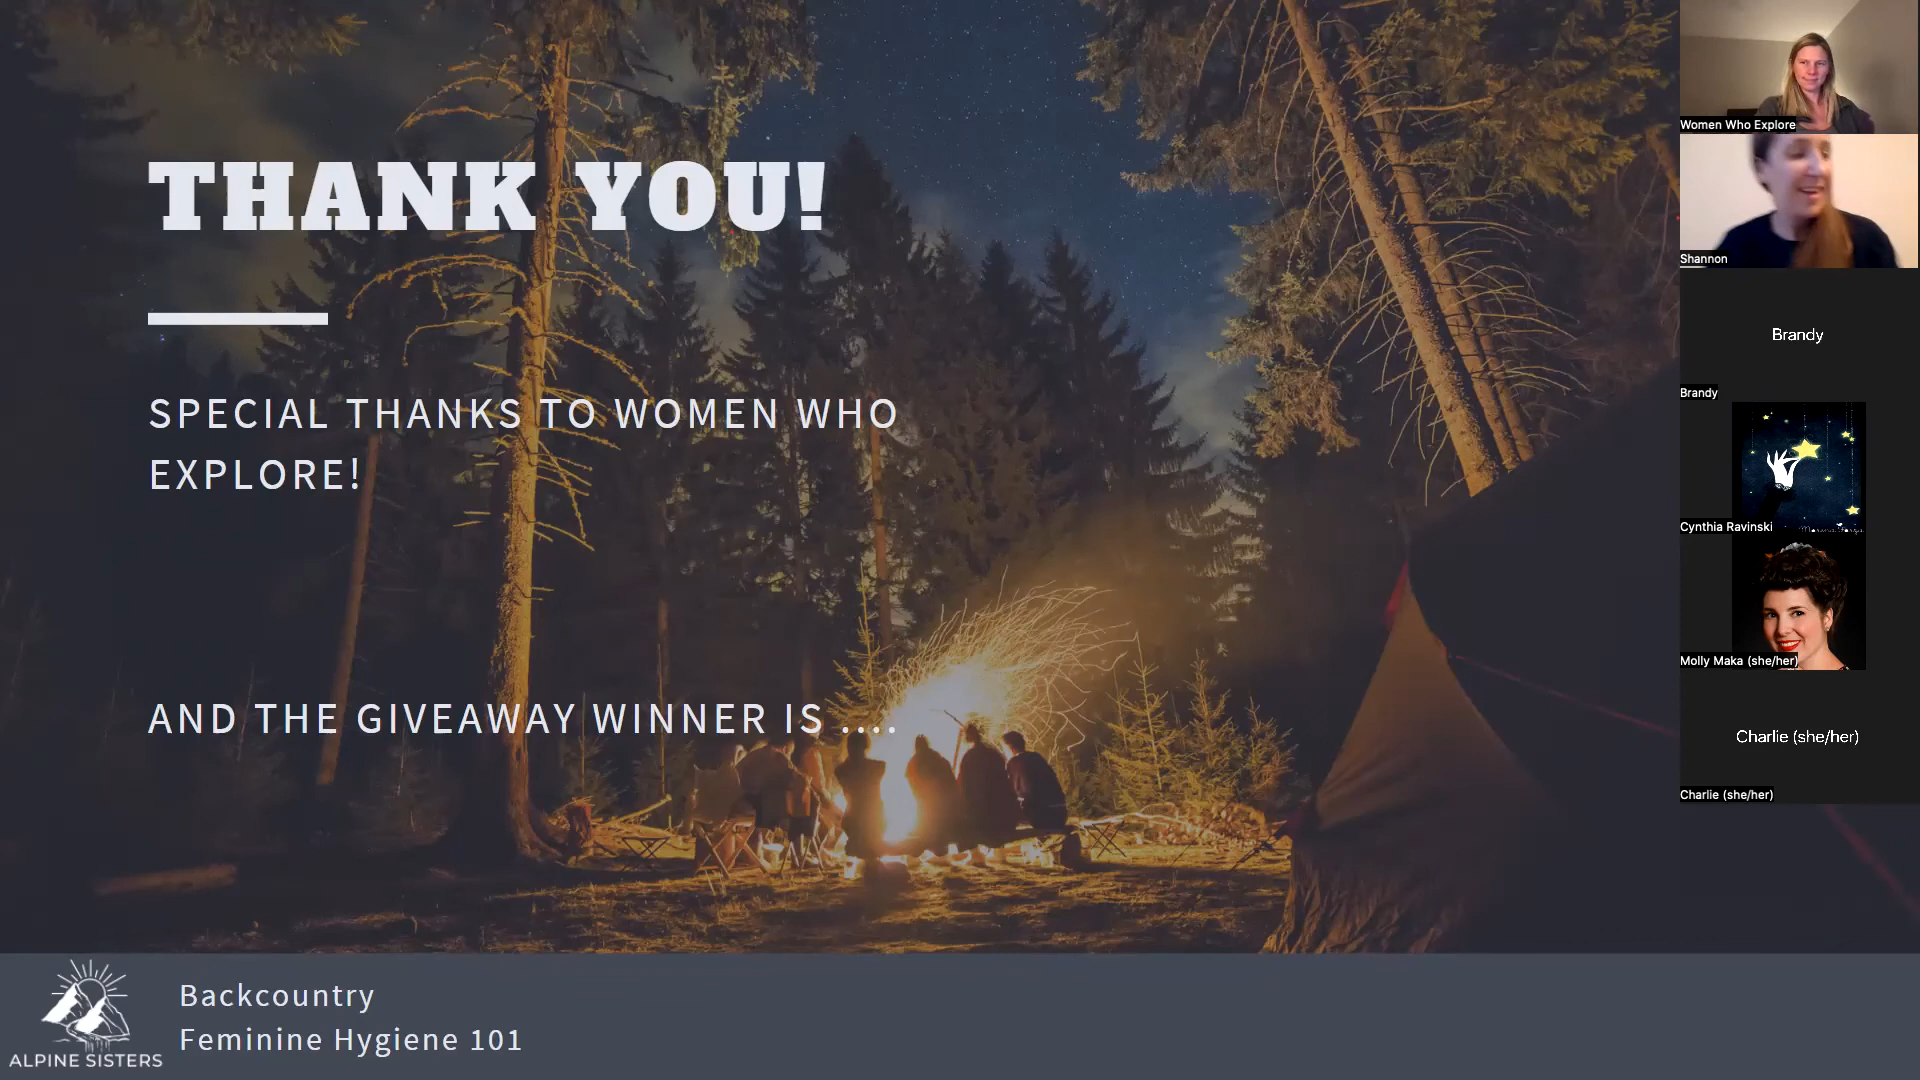 THANK YOU!
SPECIAL THANKS TO WOMEN WHO
EXPLORE!
AND THE GIVEAWAY WINNER IS ....
ALPINE SISTERS
Backcountry
Feminine Hygiene 101
Women Who Explore
Shannon
Brandy
Brandy
Cynthia Ravinski
Molly Maka (she/her)
Charlie (she/her)
Charlie (she/her)